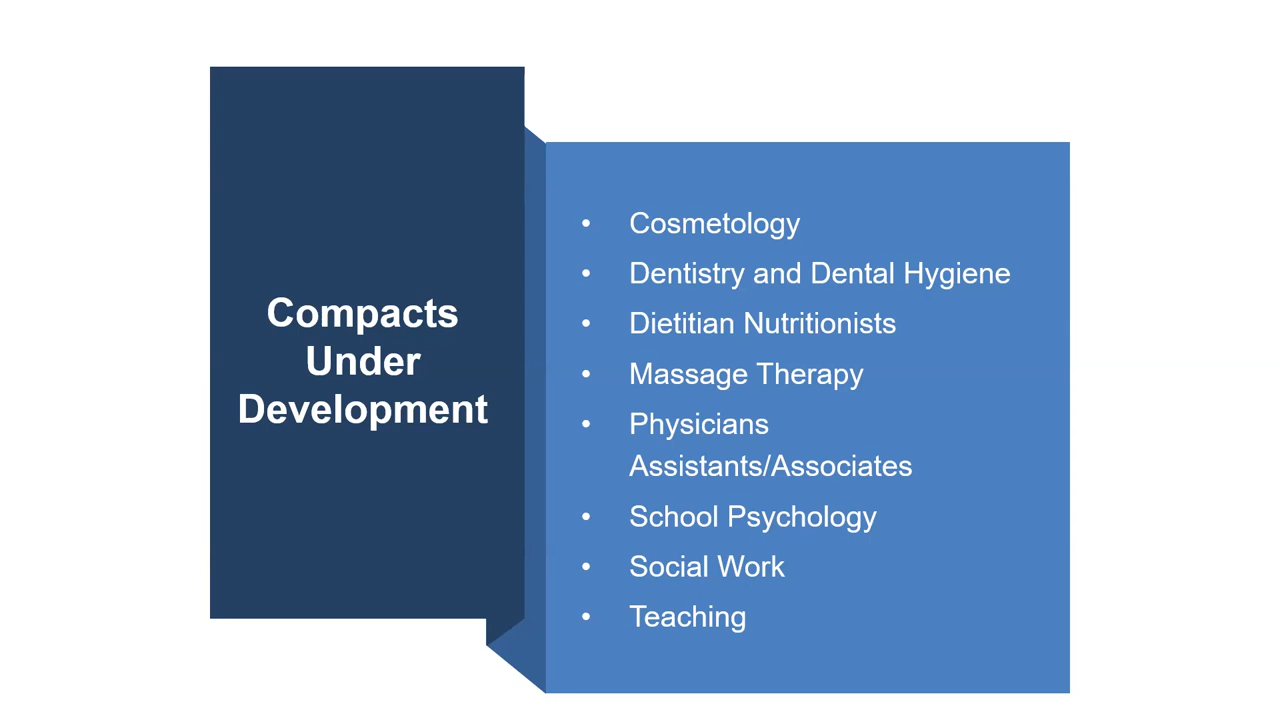 Compacts
Under
Development
• Cosmetology
• Dentistry and Dental Hygiene
• Dietitian Nutritionists
• Massage Therapy
• Physicians
Assistants/Associates
• School Psychology
• Social Work
• Teaching